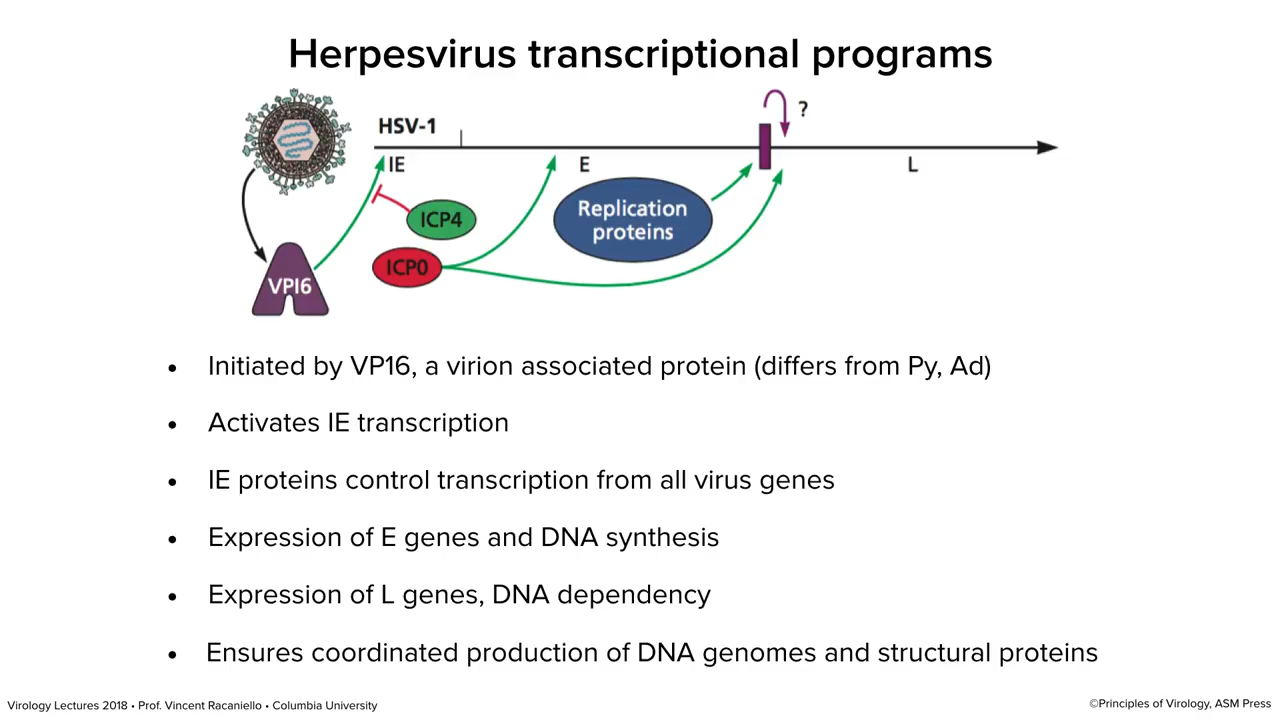 Herpesvirus transcriptional programs
HSV-1
?
IE
E
L
ICP4
Replication
proteins
ICP0
VP16
• Initiated by VP16, a virion associated protein (differs from Py, Ad)
• Activates IE transcription
• IE proteins control transcription from all virus genes
• Expression of E genes and DNA synthesis
• Expression of L genes, DNA dependency
• Ensures coordinated production of DNA genomes and structural proteins
Virology Lectures 2018 • Prof. Vincent Racaniello • Columbia University
©Principles of Virology, ASM Press